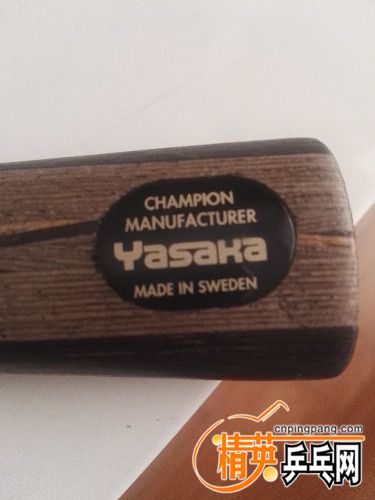 CHAMPION
MANUFACTURER
Yasaka
MADE IN SWEDEN
cnpingpang.com
精英乒乓网